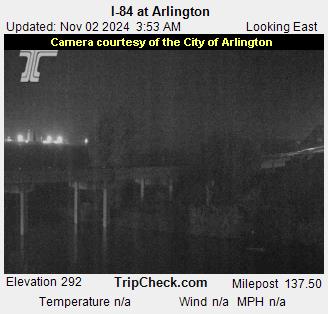 I-84 at Arlington
Updated: Nov 02 2024 3:53 AM Looking East
Camera courtesy of the City of Arlington
Elevation 292 TripCheck.com Milepost 137.50
Temperature n/a Wind n/a MPH n/a